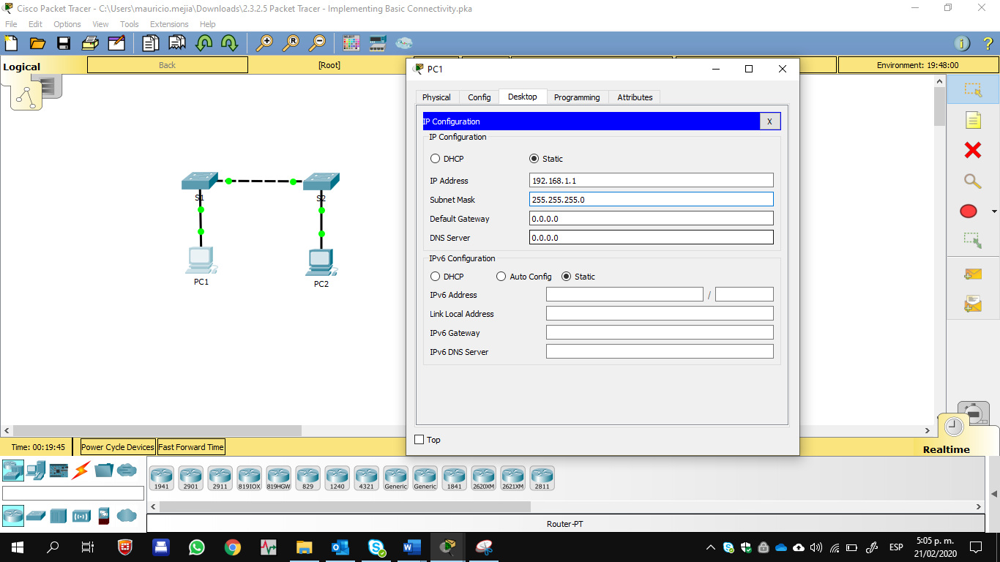 Cisco Packet Tracer - C:\Users\mauricio.mejia\Downloads\2.3.2.5 Packet Tracer - Implementing Basic Connectivity.pka
File Edit Options View Tools Extensions Help
Logical
Back
[Root]
Environment: 19:48:00
PC1
Physical Config Desktop Programming Attributes
IP Configuration
X
IP Configuration
DHCP Static
IP Address 192.168.1.1
Subnet Mask 255.255.255.0
Default Gateway 0.0.0.0
DNS Server 0.0.0.0
IPv6 Configuration
DHCP Auto Config Static
IPv6 Address /
Link Local Address
IPv6 Gateway
IPv6 DNS Server
Top
S1 S2
PC1 PC2
Time: 00:19:45 Power Cycle Devices Fast Forward Time
Realtime
1941 2901 2911 819IOX 819HGW 829 1240 4321 Generic Generic 1841 2620XM 2621XM 2811
Router-PT
ESP
5:05 p. m.
21/02/2020